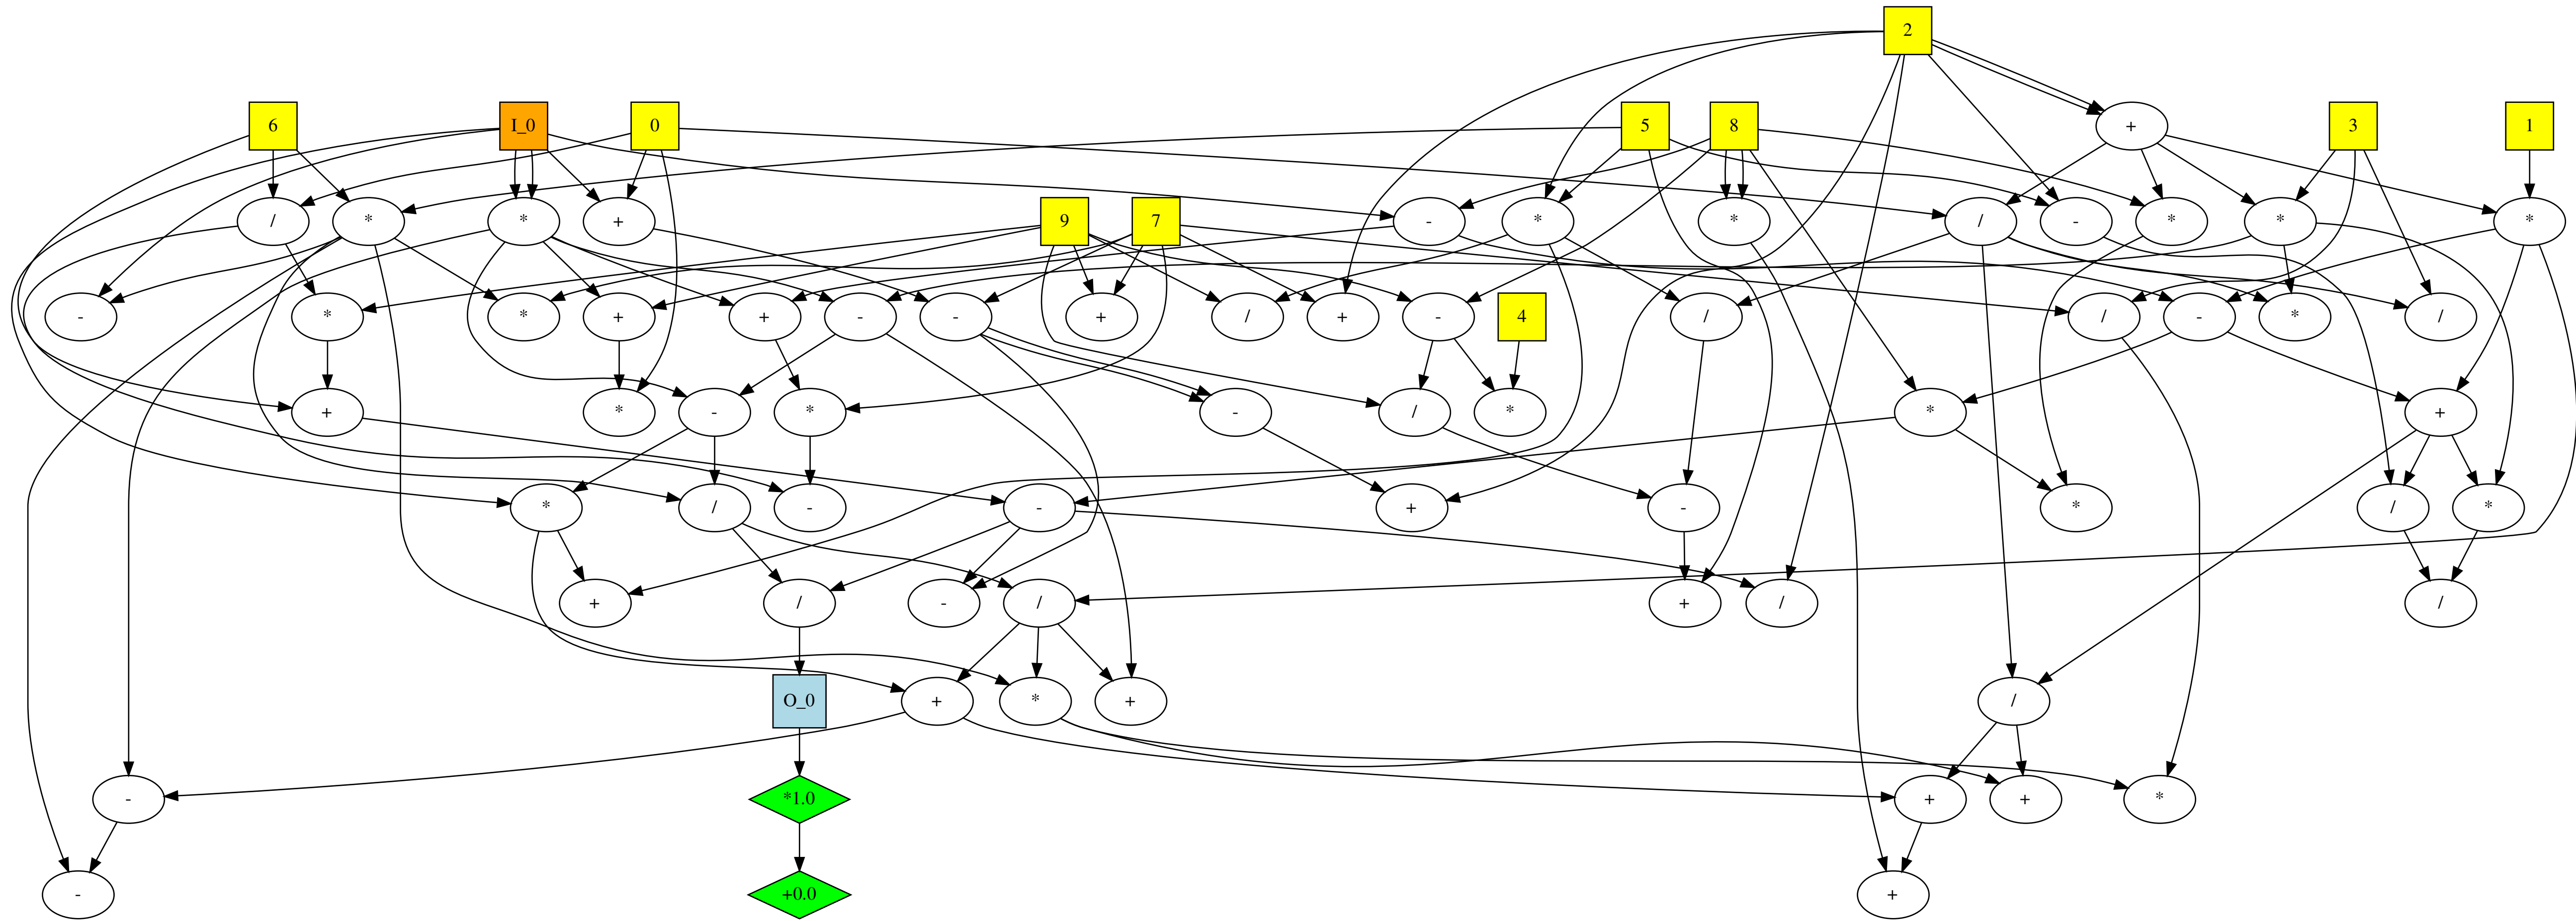 2
6 I_0 0 5 8 + 3 1
/ * * + 9 7 - * * / - * * *
- * * + + - - + / + - 4 / / - * /
+ * - * - / * * +
* / - - + - * / *
+ / - / + / /
O_0 + * + /
- *1.0 + + *
- +0.0 +